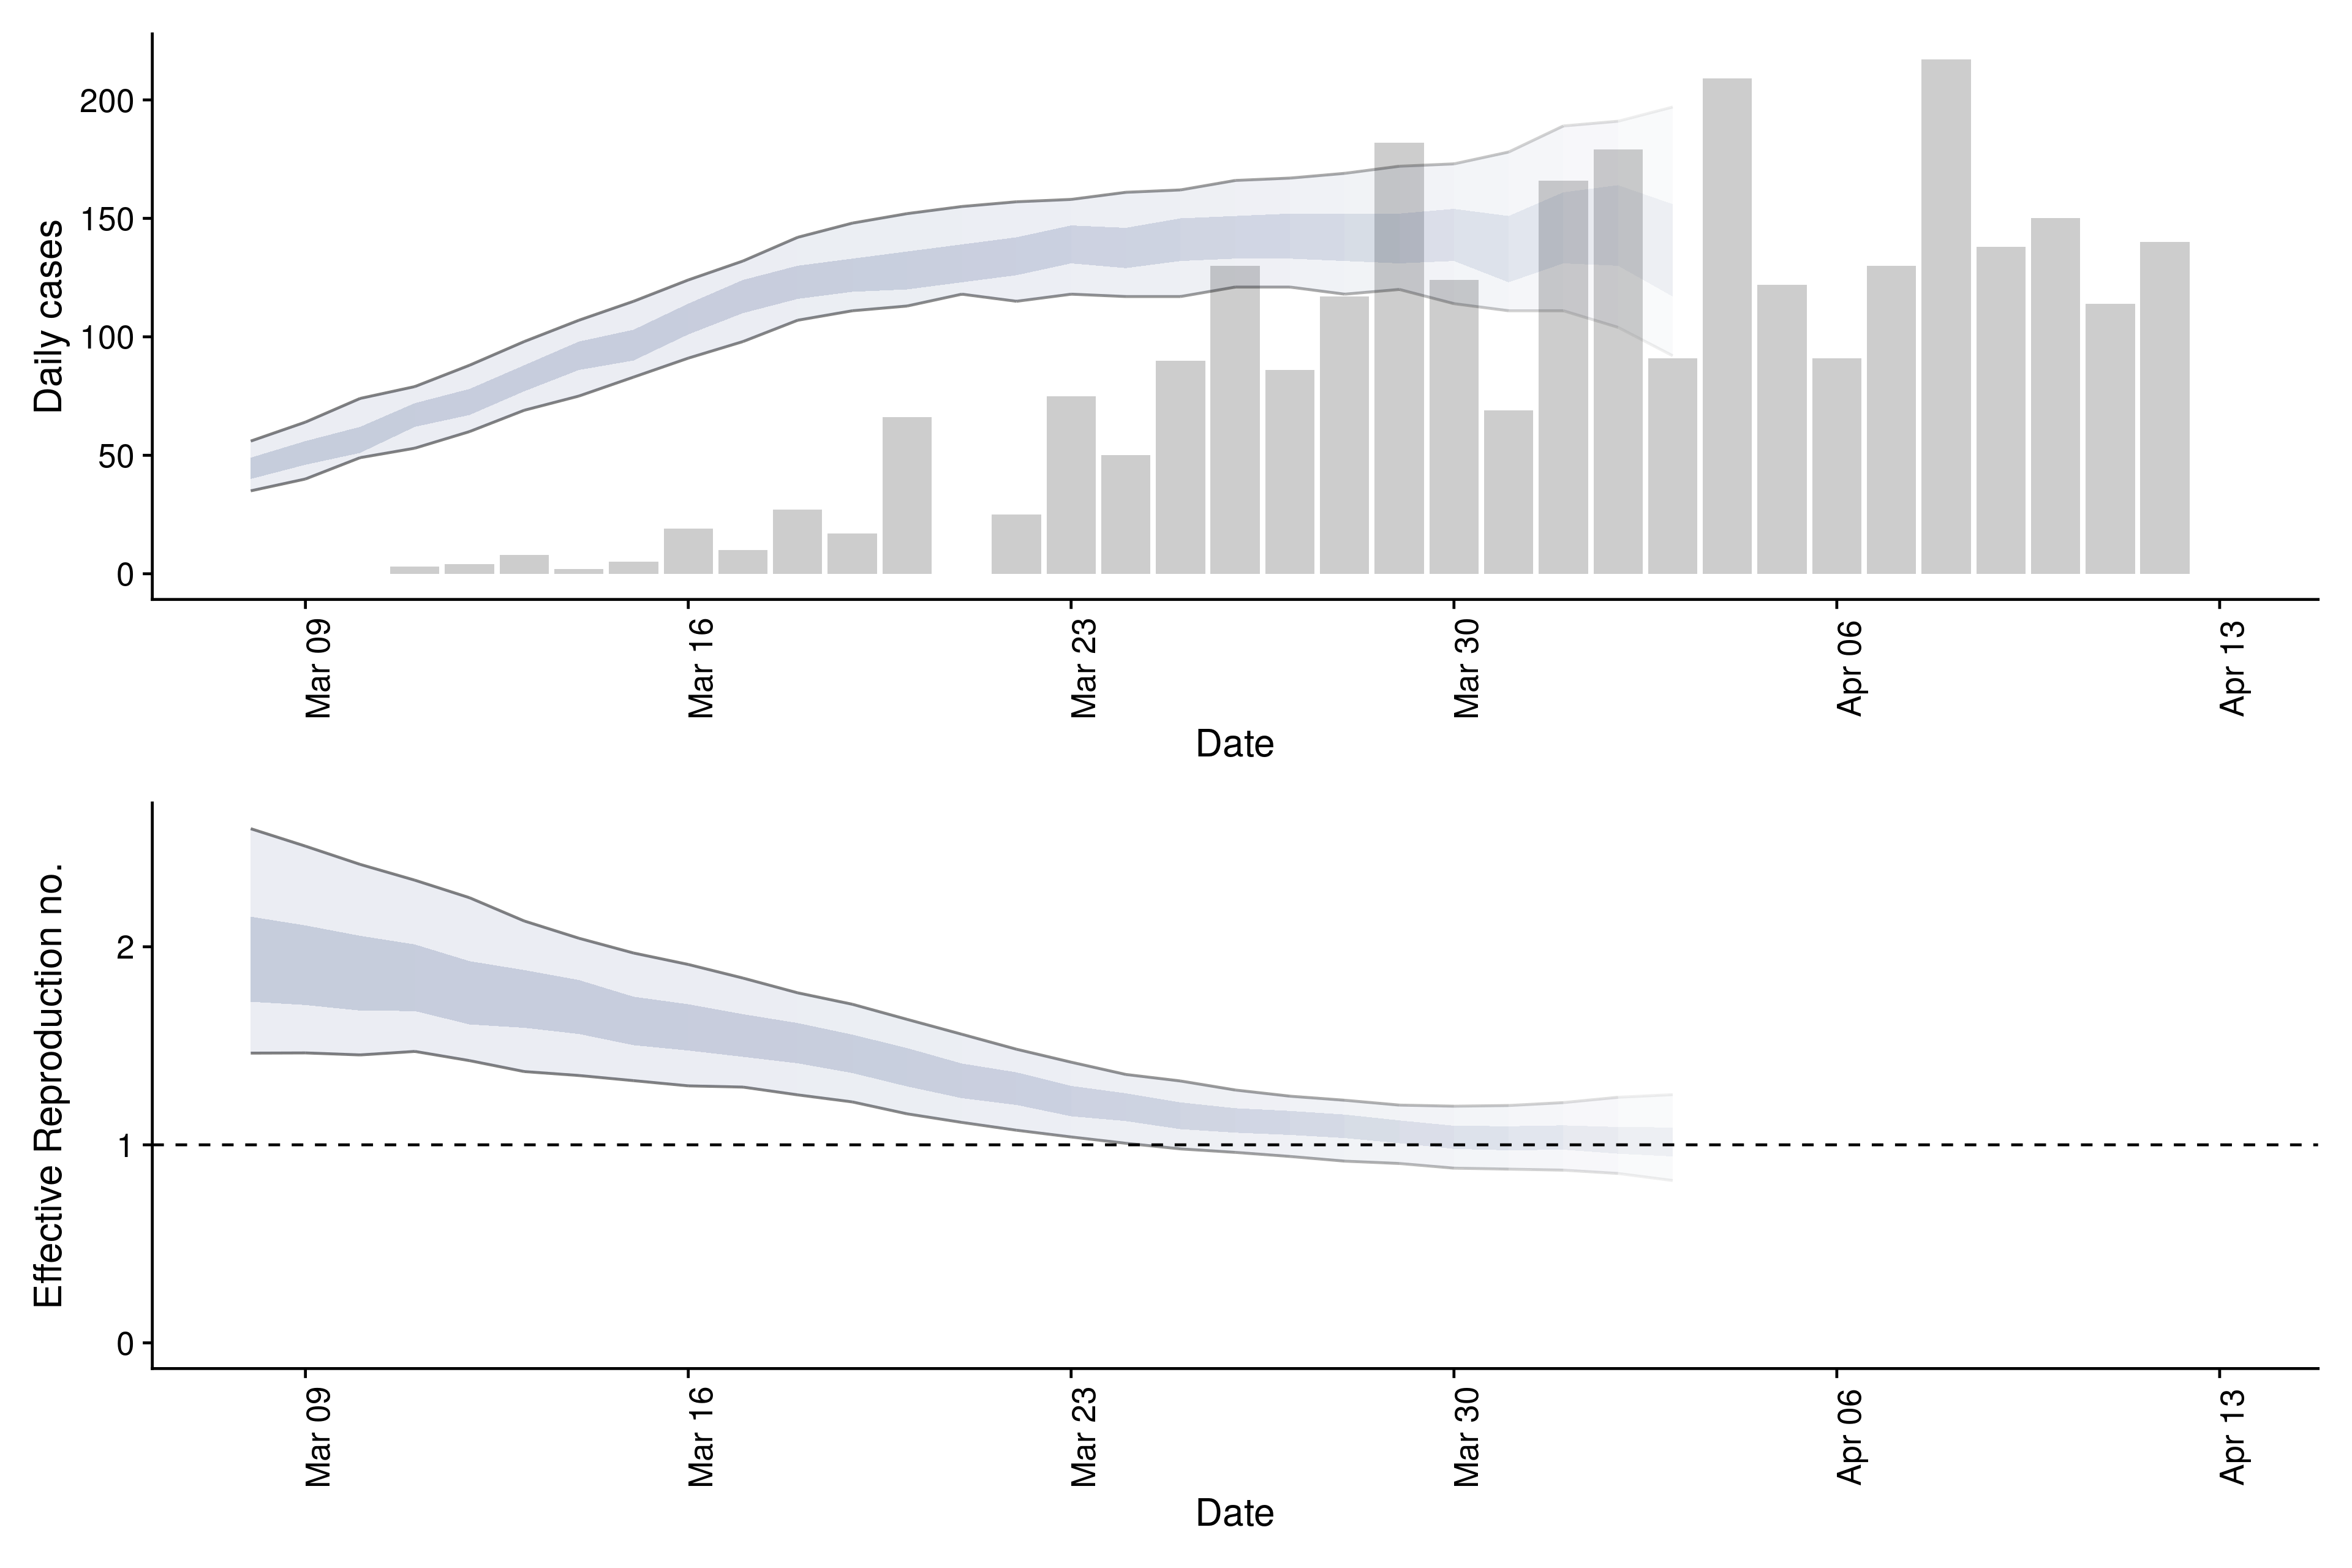 200
150
100
50
0
Daily cases
Mar 09
Mar 16
Mar 23
Mar 30
Apr 06
Apr 13
Date
2
1
0
Effective Reproduction no.
Mar 09
Mar 16
Mar 23
Mar 30
Apr 06
Apr 13
Date